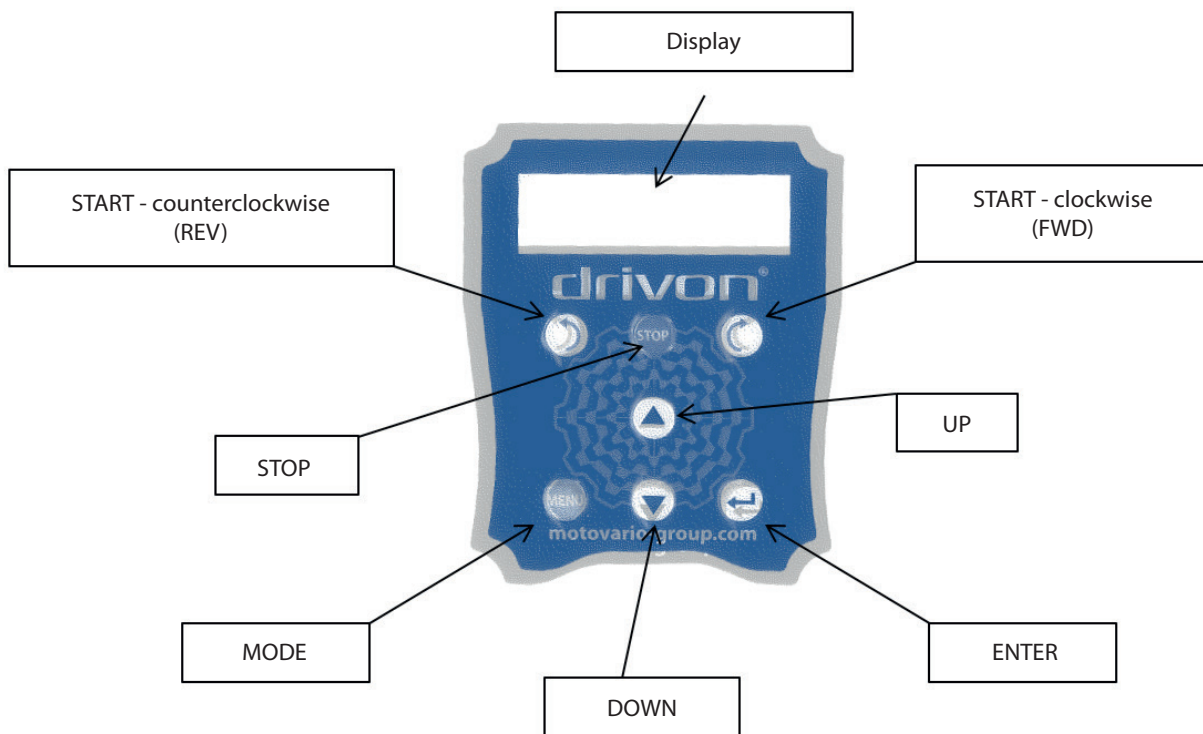 Display
START - counterclockwise
(REV)
START - clockwise
(FWD)
drivon®
STOP
UP
STOP
MENU
motovariogroup.com
MODE
ENTER
DOWN